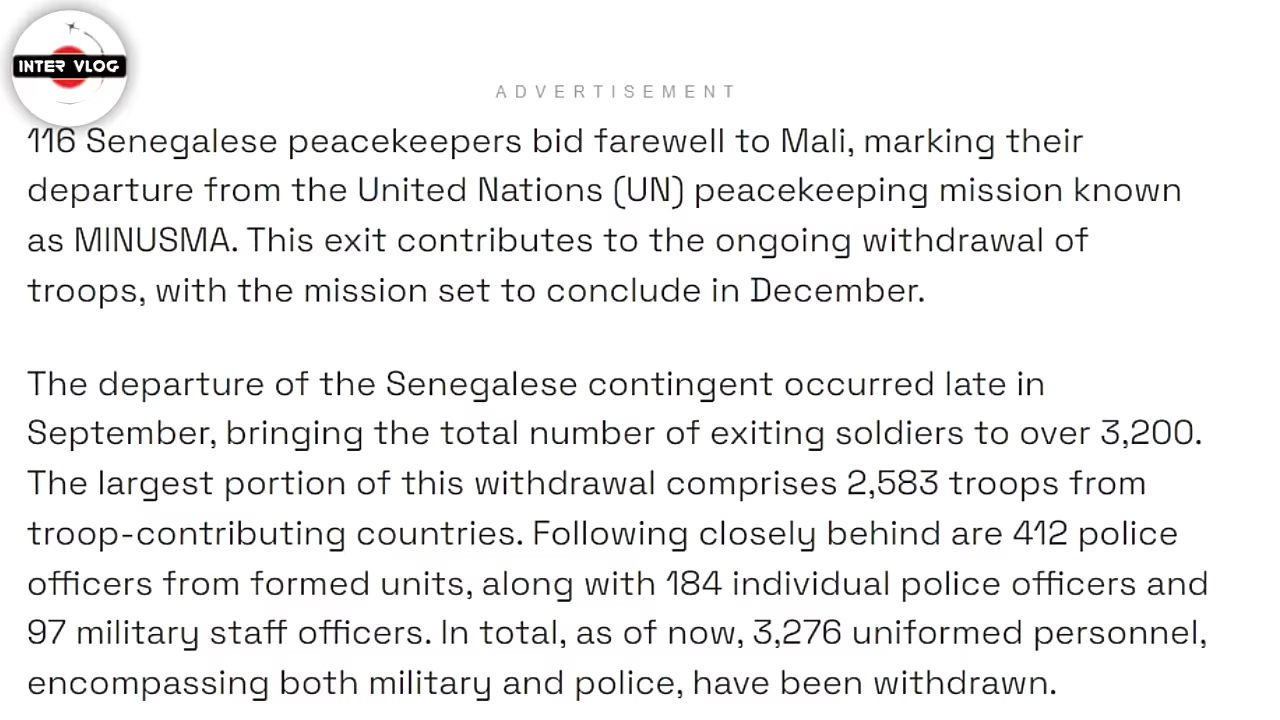 INTER VLOG
ADVERTISEMENT
116 Senegalese peacekeepers bid farewell to Mali, marking their
departure from the United Nations (UN) peacekeeping mission known
as MINUSMA. This exit contributes to the ongoing withdrawal of
troops, with the mission set to conclude in December.
The departure of the Senegalese contingent occurred late in
September, bringing the total number of exiting soldiers to over 3,200.
The largest portion of this withdrawal comprises 2,583 troops from
troop-contributing countries. Following closely behind are 412 police
officers from formed units, along with 184 individual police officers and
97 military staff officers. In total, as of now, 3,276 uniformed personnel,
encompassing both military and police, have been withdrawn.